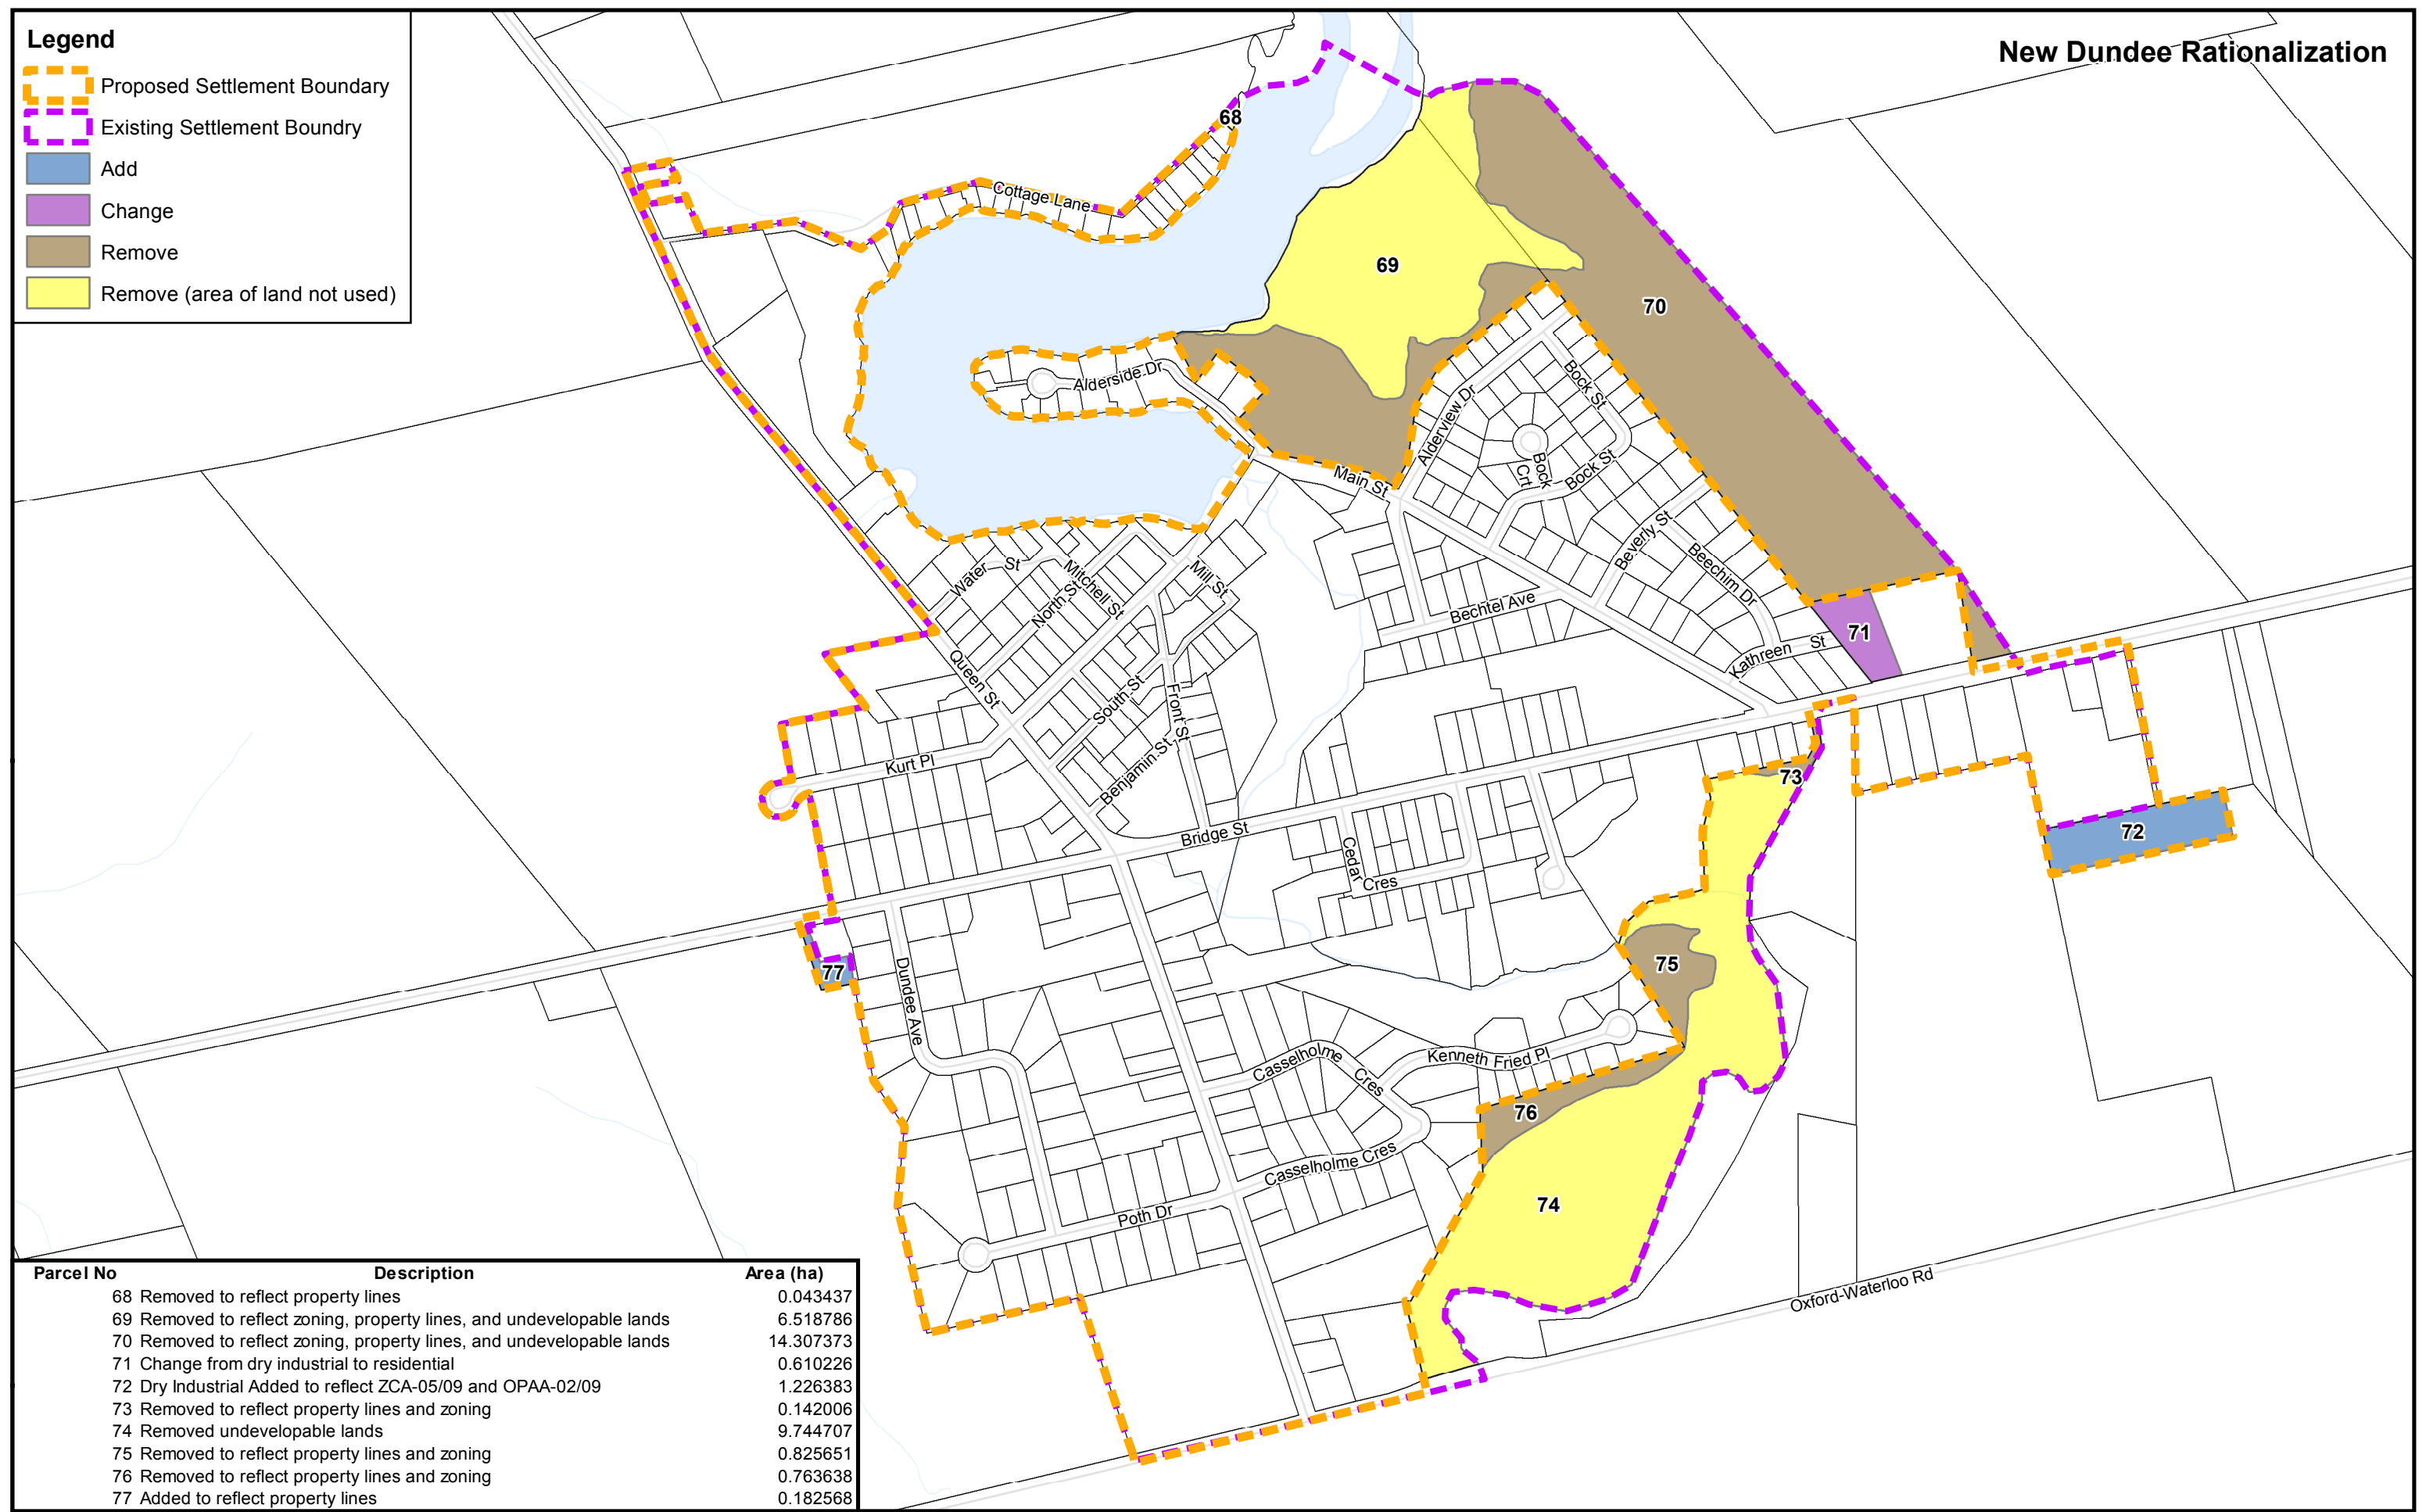 Legend
Proposed Settlement Boundary
Existing Settlement Boundry
Add
Change
Remove
Remove (area of land not used)
New Dundee Rationalization
68
Cottage Lane
69
70
Alderside Dr
Bock St
Alderview Dr
Bock Crt
Bock St
Main St
Beverly St
Beechim Dr
Water St
Mitchell St
North St
Mill St
Bechtel Ave
71
Kathreen St
Queen St
South St
Front St
Benjamin St
Kurt Pl
73
72
Bridge St
Cedar Cres
77
75
Dundee Ave
Casselholme Cres
Kenneth Fried Pl
76
Casselholme Cres
74
Poth Dr
Oxford-Waterloo Rd
Parcel No Description Area (ha)
68 Removed to reflect property lines 0.043437
69 Removed to reflect zoning, property lines, and undevelopable lands 6.518786
70 Removed to reflect zoning, property lines, and undevelopable lands 14.307373
71 Change from dry industrial to residential 0.610226
72 Dry Industrial Added to reflect ZCA-05/09 and OPAA-02/09 1.226383
73 Removed to reflect property lines and zoning 0.142006
74 Removed undevelopable lands 9.744707
75 Removed to reflect property lines and zoning 0.825651
76 Removed to reflect property lines and zoning 0.763638
77 Added to reflect property lines 0.182568